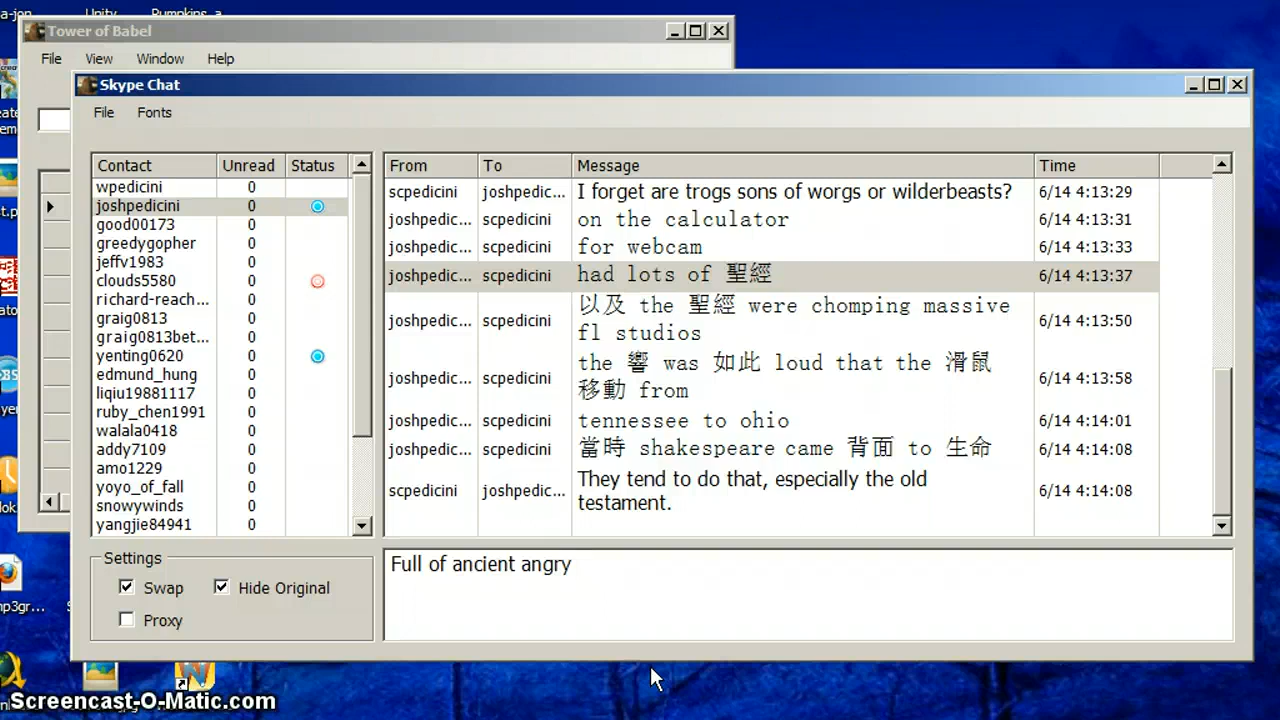 a-jon Unity Pumpkins_a
Tower of Babel
File View Window Help
Skype Chat
File Fonts
Contact Unread Status
wpedicini 0
joshpedicini 0
good00173 0
greedygopher 0
jeffv1983 0
clouds5580 0
richard-reach... 0
graig0813 0
graig0813bet... 0
yenting0620 0
edmund_hung 0
liqiu19881117 0
ruby_chen1991 0
walala0418 0
addy7109 0
amo1229 0
yoyo_of_fall 0
snowywinds 0
yangjie84941 0
From To Message Time
scpedicini joshpedic... I forget are trogs sons of worgs or wilderbeasts? 6/14 4:13:29
joshpedic... scpedicini on the calculator 6/14 4:13:31
joshpedic... scpedicini for webcam 6/14 4:13:33
joshpedic... scpedicini had lots of 聖經 6/14 4:13:37
joshpedic... scpedicini 以及 the 聖經 were chomping massive 6/14 4:13:50
fl studios
joshpedic... scpedicini the 響 was 如此 loud that the 滑鼠 6/14 4:13:58
移動 from
joshpedic... scpedicini tennessee to ohio 6/14 4:14:01
joshpedic... scpedicini 當時 shakespeare came 背面 to 生命 6/14 4:14:08
scpedicini joshpedic... They tend to do that, especially the old 6/14 4:14:08
testament.
Settings
Swap Hide Original
Proxy
Full of ancient angry
Screencast-O-Matic.com